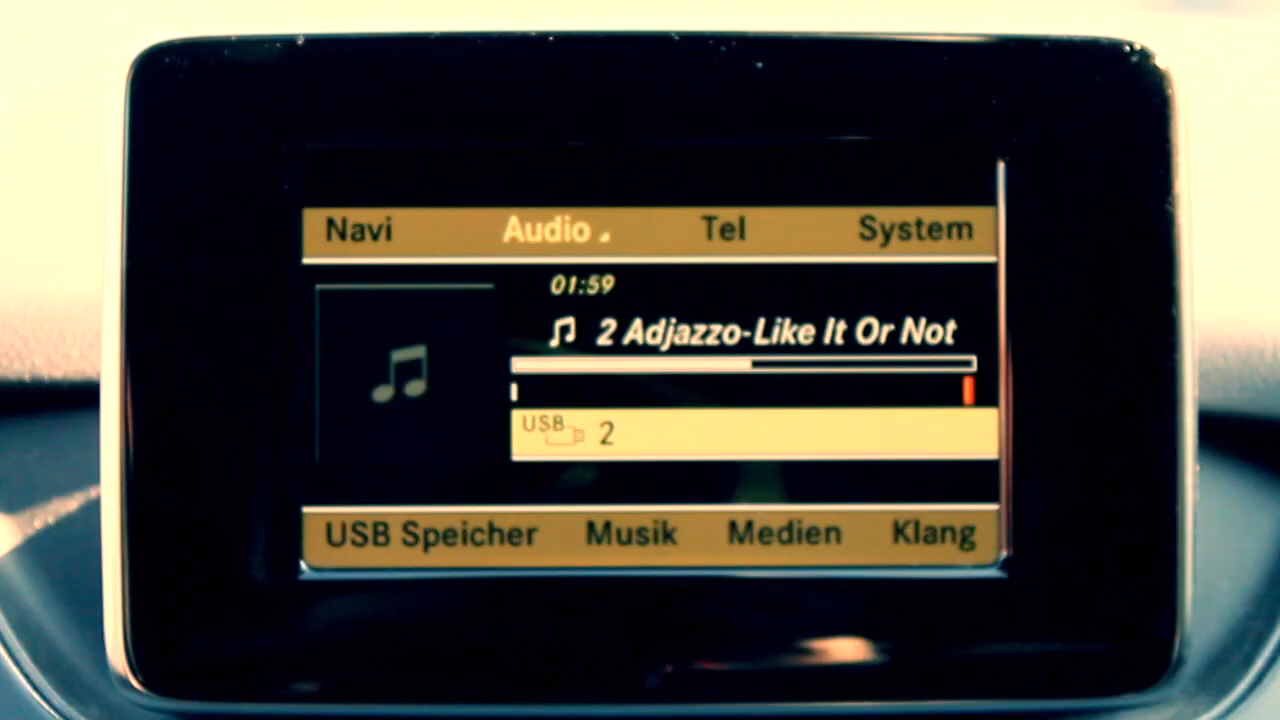 Navi Audio Tel System
01:59
2 Adjazzo-Like It Or Not
USB 2
USB Speicher Musik Medien Klang